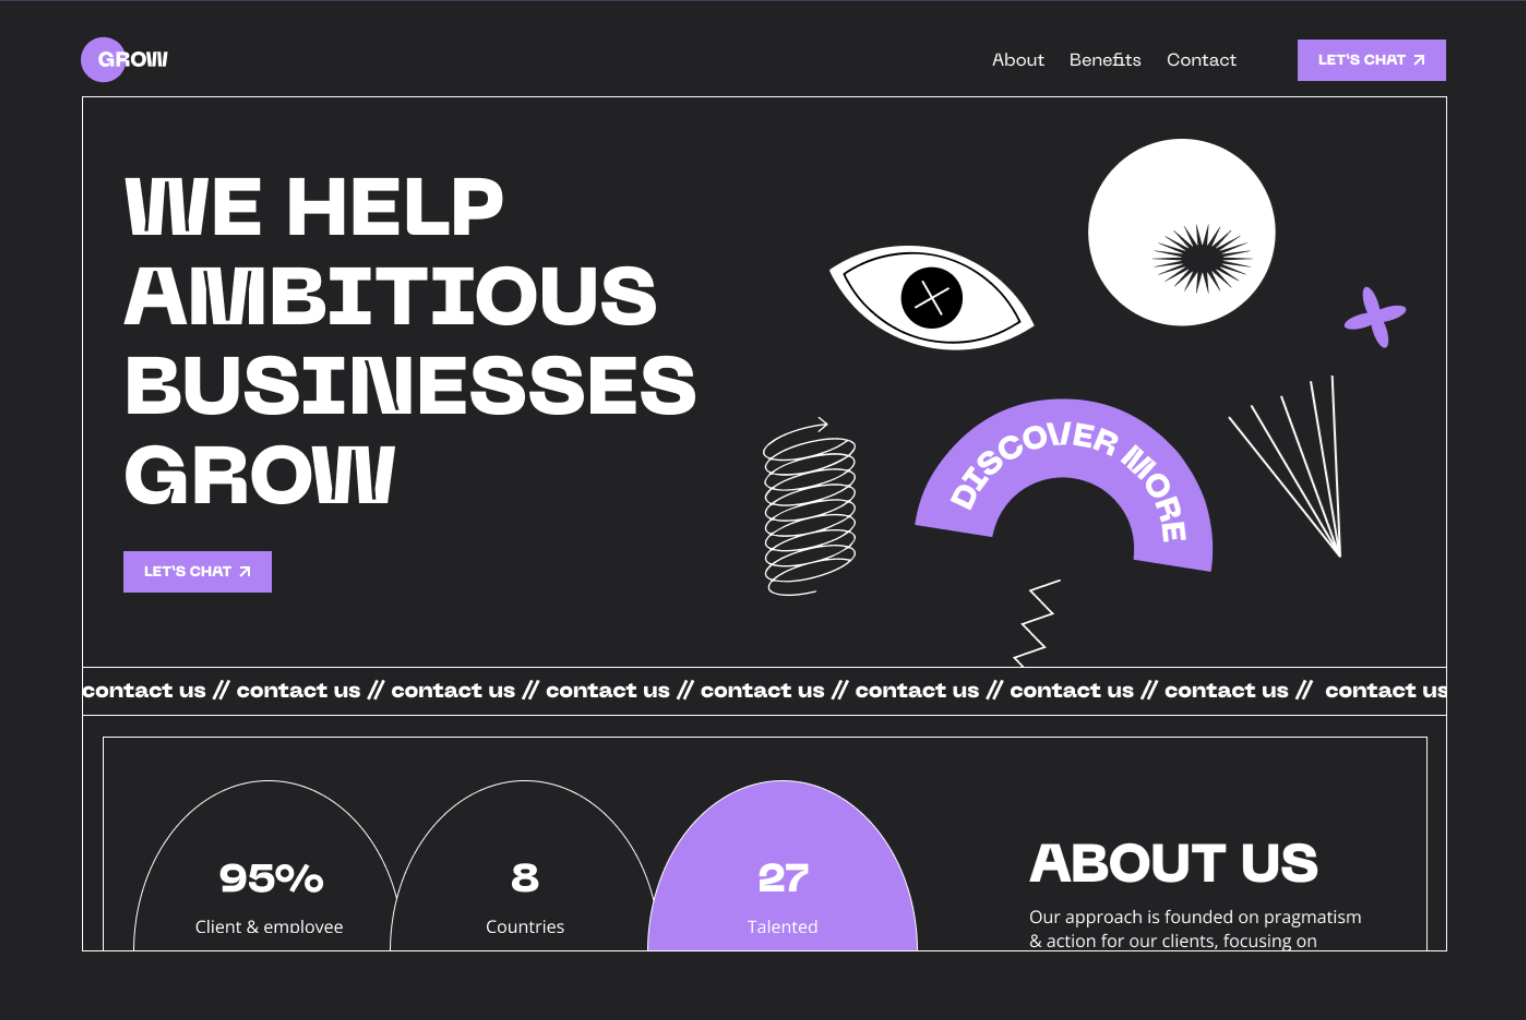 GROW
About Benefits Contact LET'S CHAT
WE HELP
AMBITIOUS
BUSINESSES
GROW
LET'S CHAT
DISCOVER MORE
contact us // contact us // contact us // contact us // contact us // contact us // contact us // contact us // contact us
95%
Client & employee
8
Countries
27
Talented
ABOUT US
Our approach is founded on pragmatism
& action for our clients, focusing on